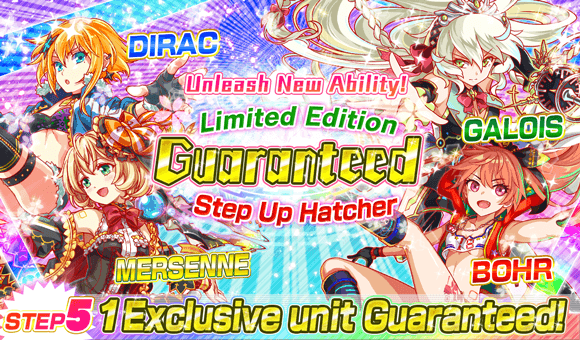 DIRAC
Unleash New Ability!
Limited Edition
GALOIS
Guaranteed
Step Up Hatcher
MERSENNE
BOHR
STEP5 1 Exclusive unit Guaranteed!